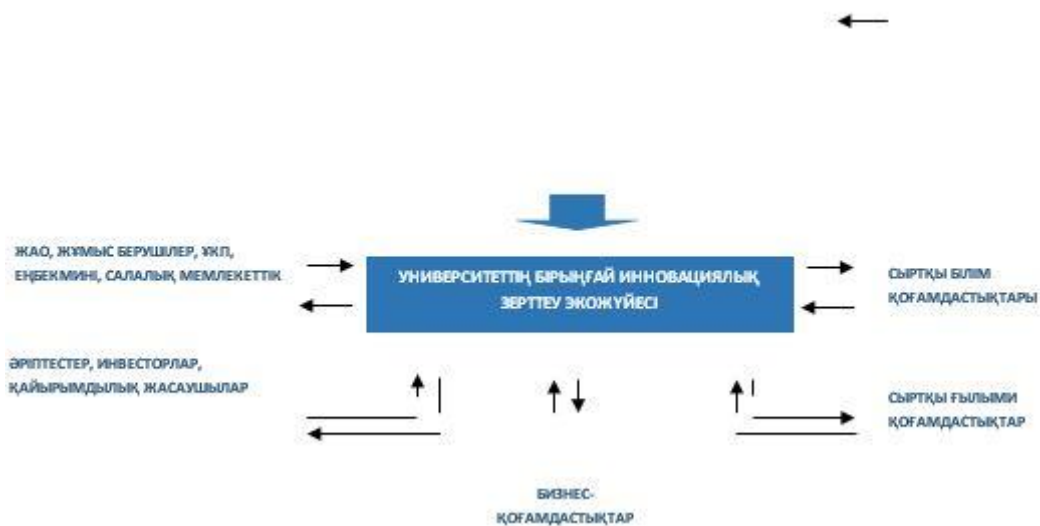 ЖАО, ЖҰМЫС БЕРУШІЛЕР, ҰКП,
ЕҢБЕКМИНІ, САЛАЛЫҚ МЕМЛЕКЕТТІК
УНИВЕРСИТЕТТІҢ БІРЫҢҒАЙ ИННОВАЦИЯЛЫҚ
ЗЕРТТЕУ ЭКОЖҮЙЕСІ
СЫРТҚЫ БІЛІМ
ҚОҒАМДАСТЫҚТАРЫ
ӘРІПТЕСТЕР, ИНВЕСТОРЛАР,
ҚАЙЫРЫМДЫЛЫҚ ЖАСАУШЫЛАР
СЫРТҚЫ ҒЫЛЫМИ
ҚОҒАМДАСТЫҚТАР
БИЗНЕС-
ҚОҒАМДАСТЫҚТАР